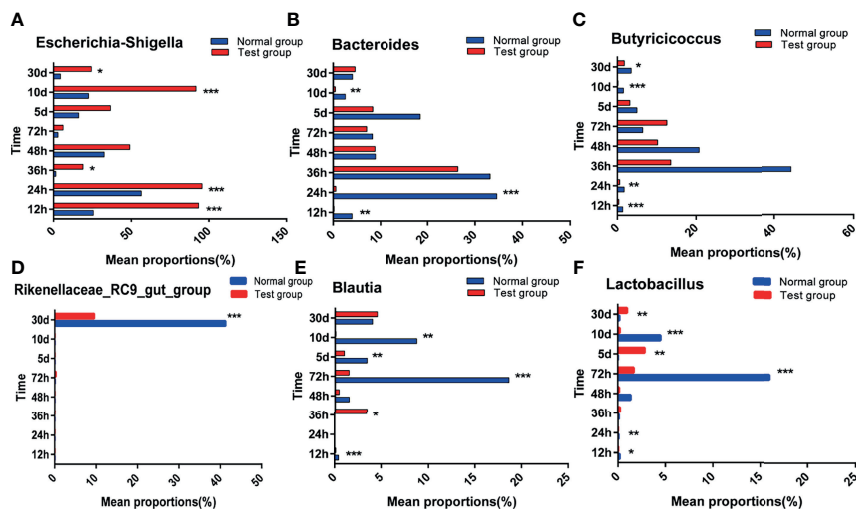 A
Escherichia-Shigella
Normal group
Test group
30d
*
10d
***
5d
72h
48h
36h
*
24h
***
12h
***
Time
0
50
100
150
Mean proportions(%)
B
Bacteroides
Normal group
Test group
30d
10d
**
5d
72h
48h
36h
24h
***
12h
**
Time
0
10
20
30
40
50
Mean proportions(%)
C
Butyricicoccus
Normal group
Test group
30d
*
10d
***
5d
72h
48h
36h
24h
**
12h
***
Time
0
20
40
60
Mean proportions(%)
D
Rikenellaceae_RC9_gut_group
Normal group
Test group
30d
***
10d
5d
72h
48h
36h
24h
12h
Time
0
10
20
30
40
50
Mean proportions(%)
E
Blautia
Normal group
Test group
30d
10d
**
5d
**
72h
***
48h
36h
*
24h
12h
***
Time
0
5
10
15
20
25
Mean proportions(%)
F
Lactobacillus
Normal group
Test group
30d
**
10d
***
5d
**
72h
***
48h
36h
24h
**
12h
*
Time
0
5
10
15
20
25
Mean proportions(%)